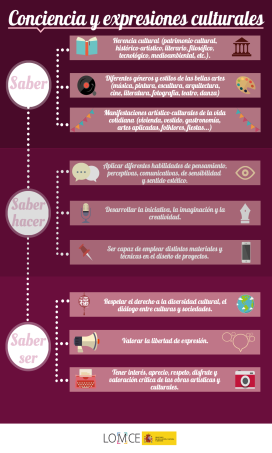 Conciencia y expresiones culturales
Saber
Herencia cultural (patrimonio cultural,
histórico-artístico, literario, filosófico,
tecnológico, medioambiental, etc.).
Diferentes géneros y estilos de las bellas artes
(música, pintura, escultura, arquitectura,
cine, literatura, fotografía, teatro, danza)
Manifestaciones artístico-culturales de la vida
cotidiana (vivienda, vestido, gastronomía,
artes aplicadas, folklores, fiestas...)
Saber
hacer
Aplicar diferentes habilidades de pensamiento,
perceptivas, comunicativas, de sensibilidad
y sentido estético.
Desarrollar la iniciativa, la imaginación y la
creatividad.
Ser capaz de emplear distintos materiales y
técnicas en el diseño de proyectos.
Saber
ser
Respetar el derecho a la diversidad cultural, el
diálogo entre culturas y sociedades.
Valorar la libertad de expresión.
Tener interés, aprecio, respeto, disfrute y
valoración crítica de las obras artísticas y
culturales.
LOMCE